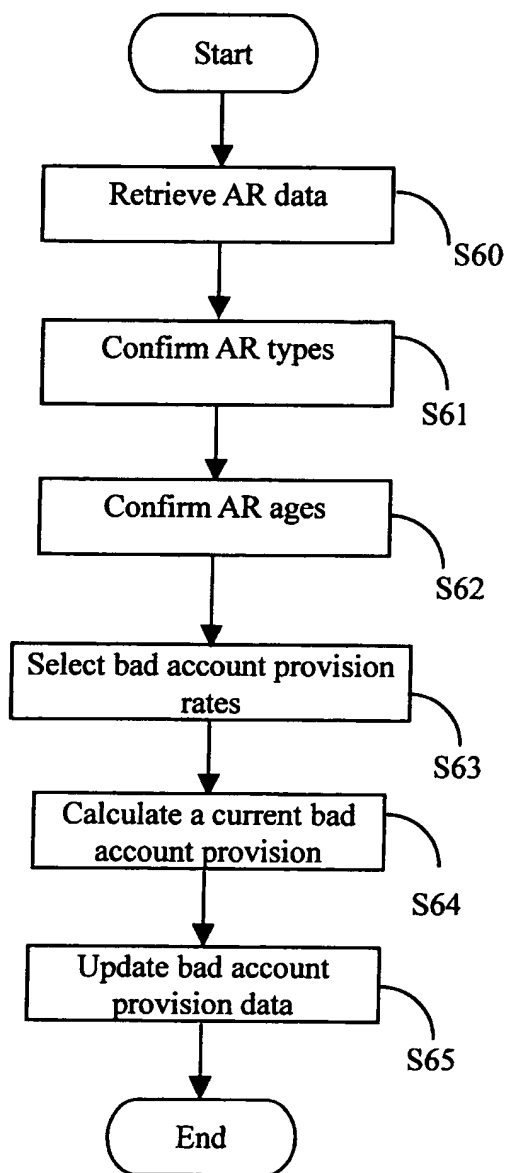 Start
Retrieve AR data
S60
Confirm AR types
S61
Confirm AR ages
S62
Select bad account provision
rates
S63
Calculate a current bad
account provision
S64
Update bad account
provision data
S65
End